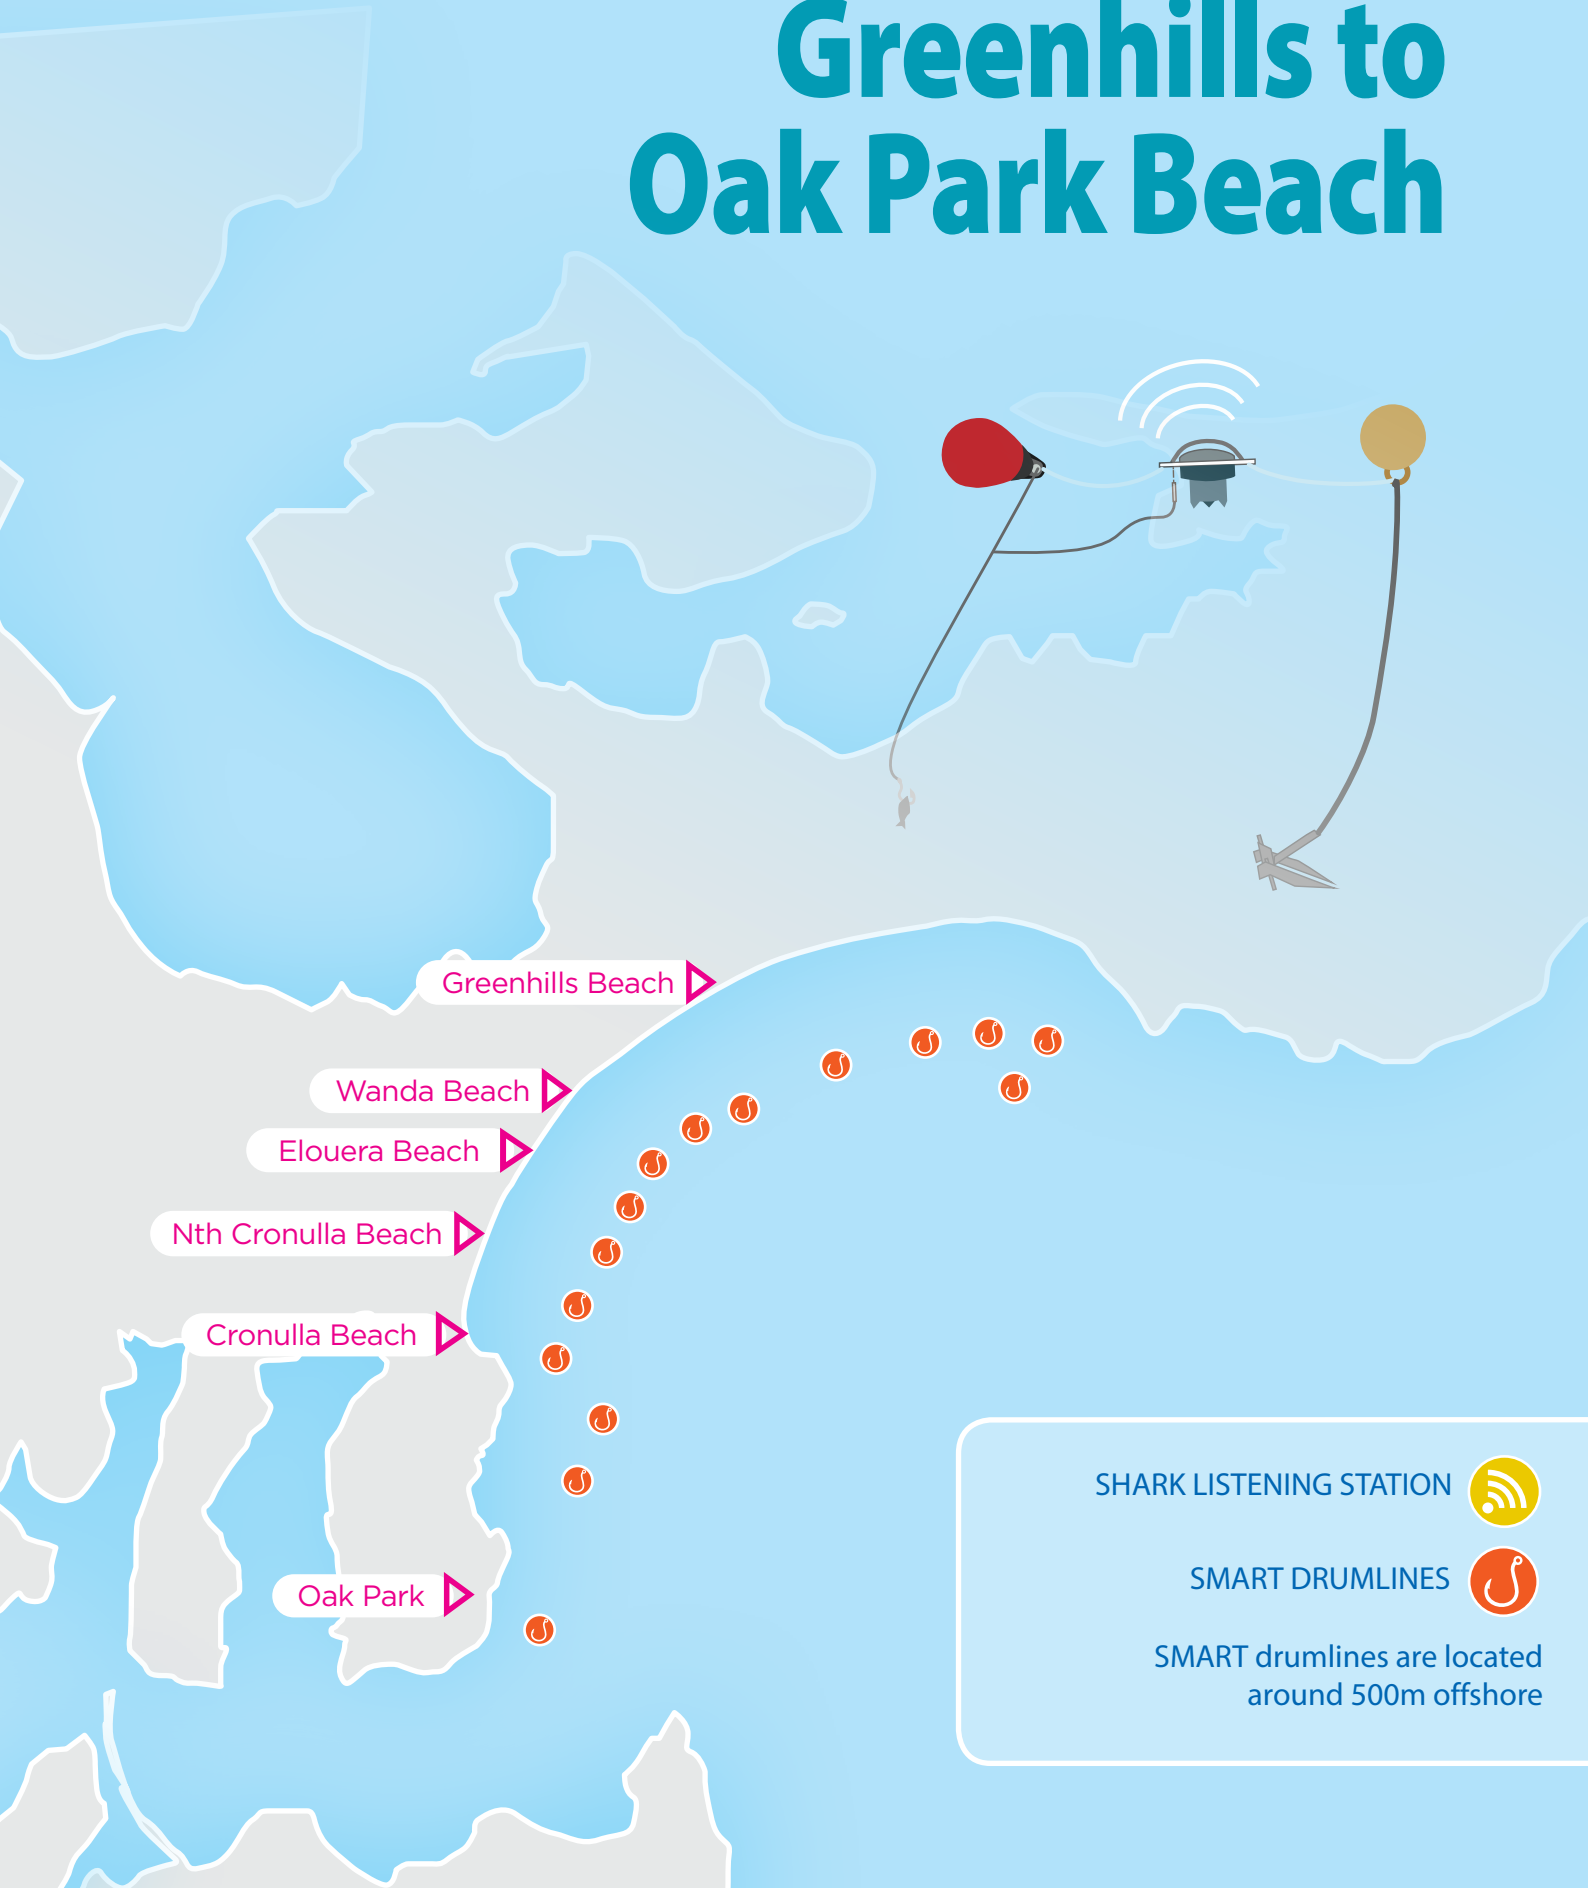 Greenhills to
Oak Park Beach
Greenhills Beach
Wanda Beach
Elouera Beach
Nth Cronulla Beach
Cronulla Beach
Oak Park
SHARK LISTENING STATION
SMART DRUMLINES
SMART drumlines are located
around 500m offshore